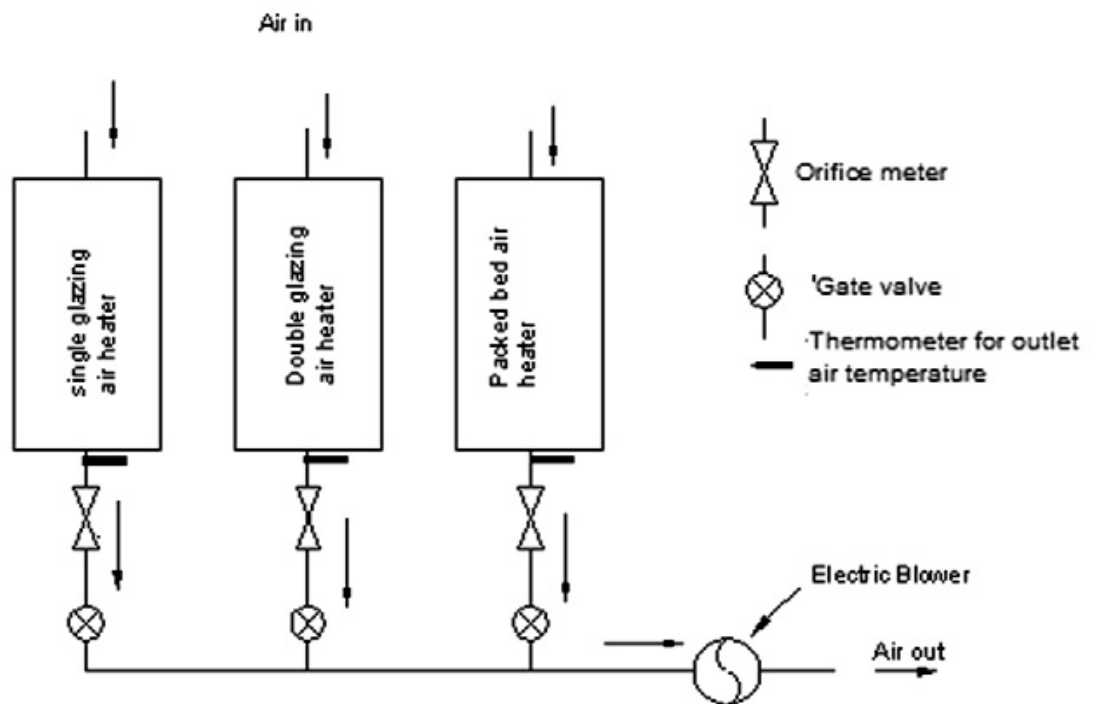 Air in
single glazing
air heater
Double glazing
air heater
Packed bed air
heater
Orifice meter
'Gate valve
Thermometer for outlet
air temperature
Electric Blower
Air out